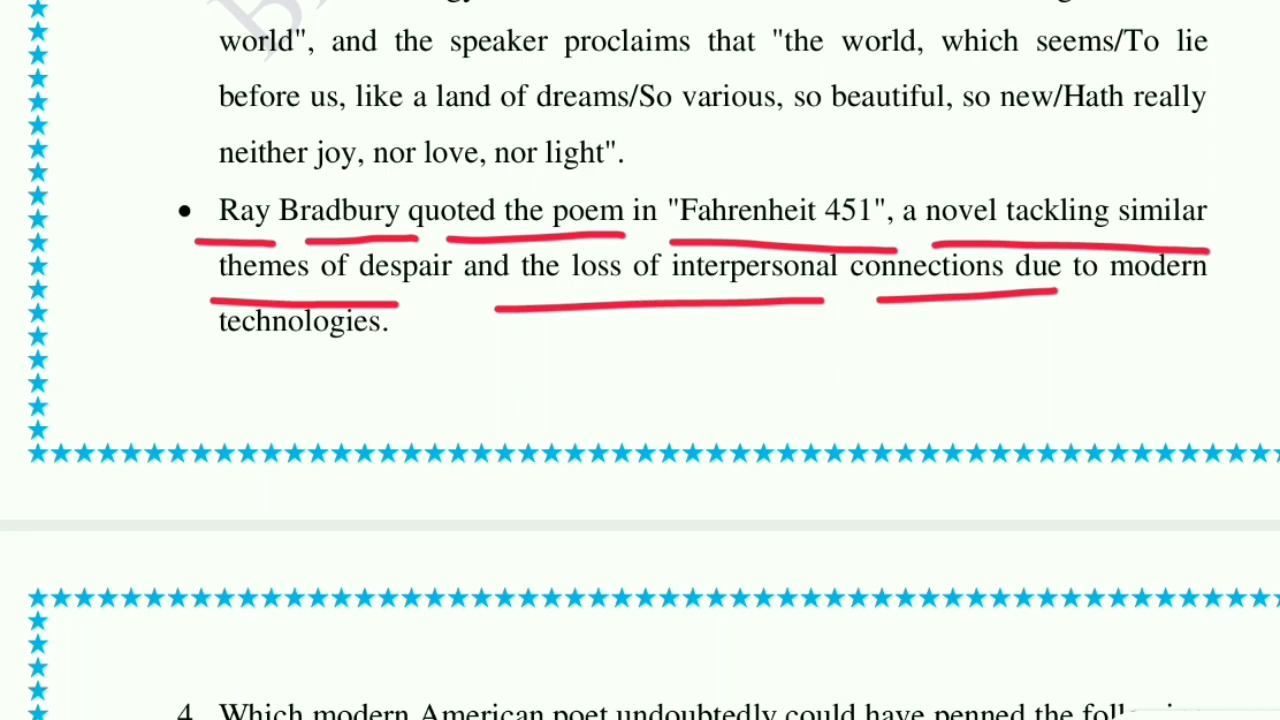 world", and the speaker proclaims that "the world, which seems/To lie
before us, like a land of dreams/So various, so beautiful, so new/Hath really
neither joy, nor love, nor light".
• Ray Bradbury quoted the poem in "Fahrenheit 451", a novel tackling similar
themes of despair and the loss of interpersonal connections due to modern
technologies.
4. Which modern American poet undoubtedly could have penned the